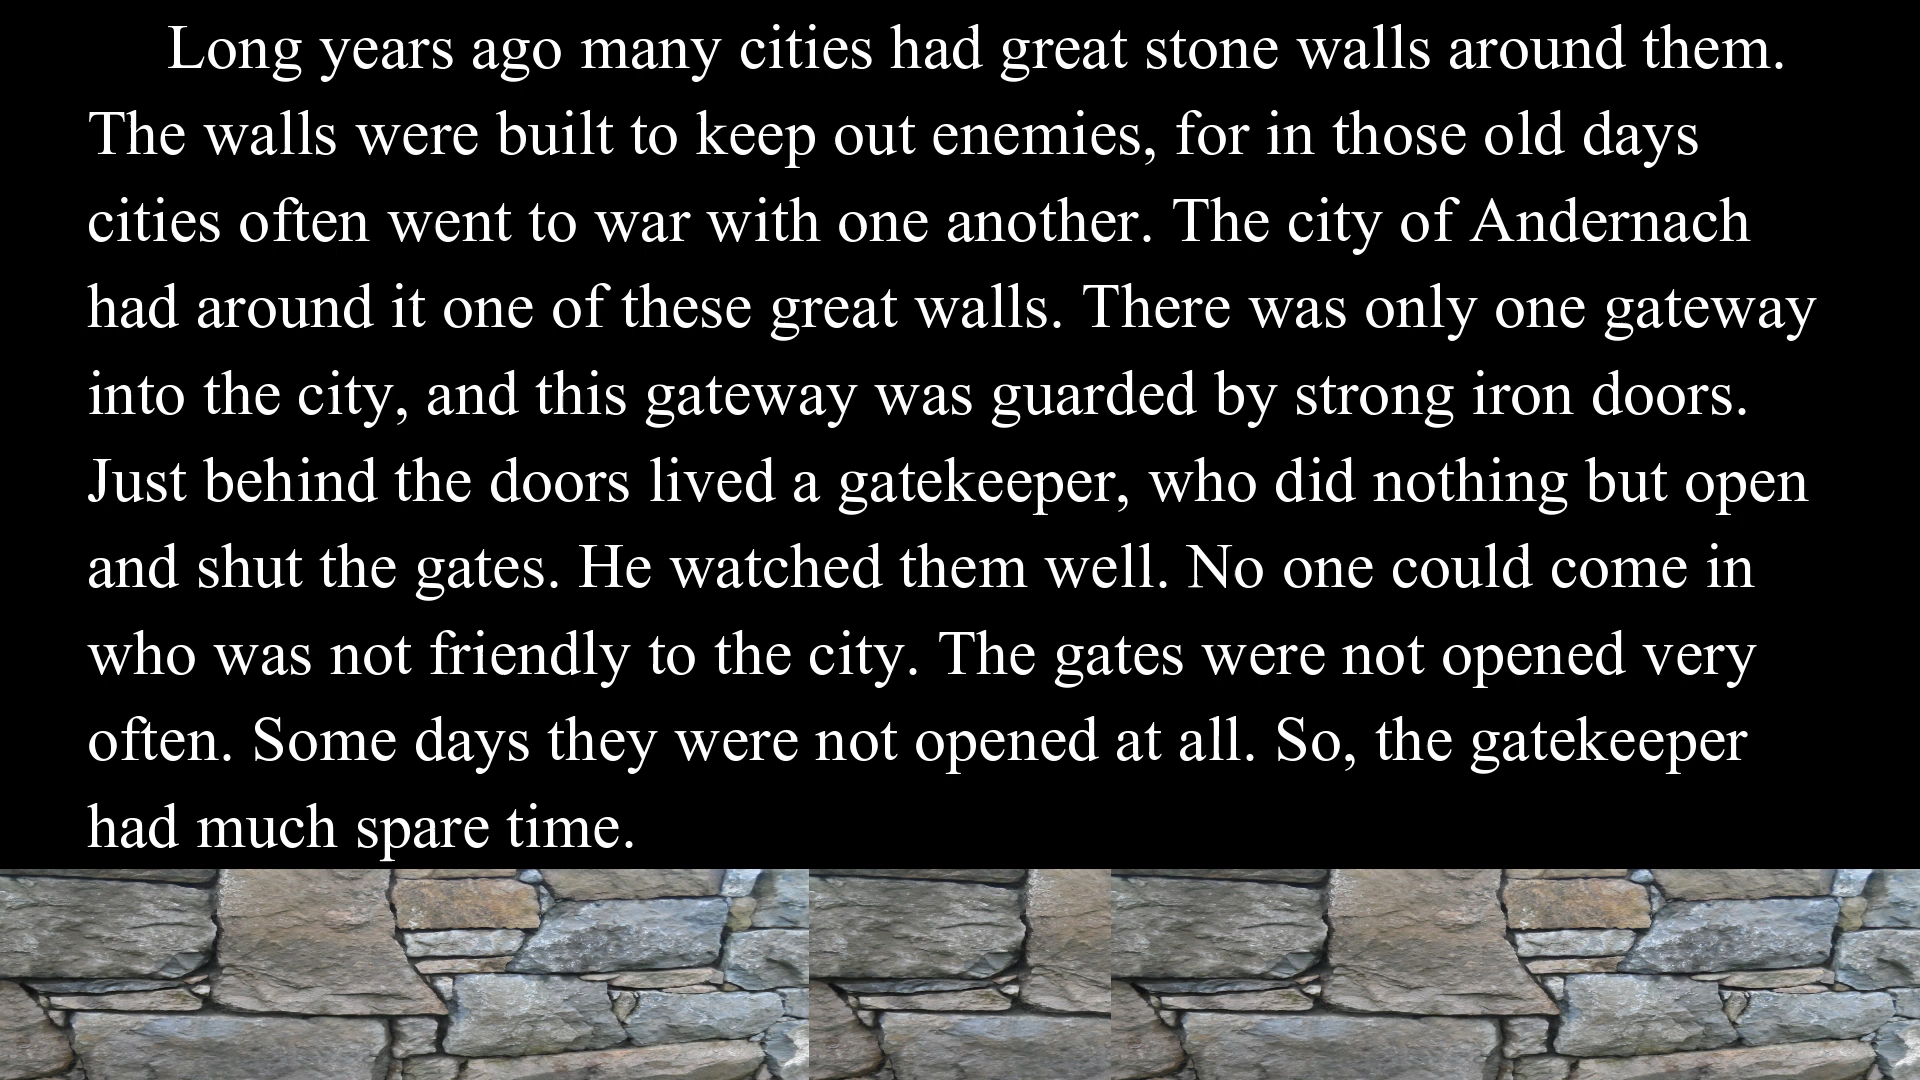 Long years ago many cities had great stone walls around them.
The walls were built to keep out enemies, for in those old days
cities often went to war with one another. The city of Andernach
had around it one of these great walls. There was only one gateway
into the city, and this gateway was guarded by strong iron doors.
Just behind the doors lived a gatekeeper, who did nothing but open
and shut the gates. He watched them well. No one could come in
who was not friendly to the city. The gates were not opened very
often. Some days they were not opened at all. So, the gatekeeper
had much spare time.